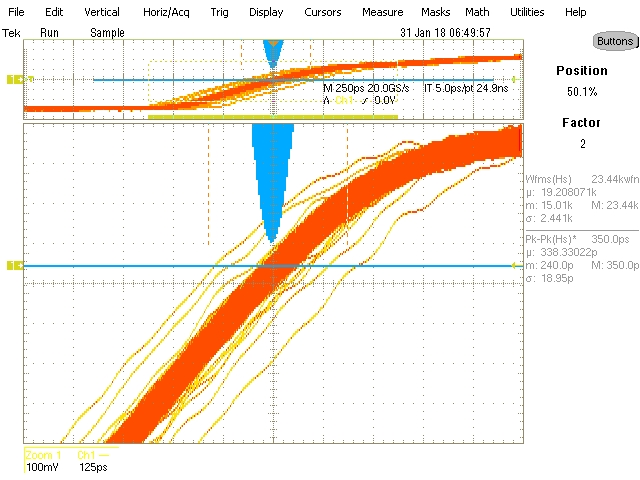 File Edit Vertical Horiz/Acq Trig Display Cursors Measure Masks Math Utilities Help
Tek Run Sample 31 Jan 18 06:49:57
Buttons
Position
50.1%
Factor
2
M 250ps 20.0GS/s IT 5.0ps/pt 24.9ns
A Ch1 0.0V
Wfms(Hs) 23.44kwfm
µ: 19.208071k
m: 15.01k M: 23.44k
σ: 2.441k
Pk-Pk(Hs)* 350.0ps
µ: 338.33022p
m: 240.0p M: 350.0p
σ: 18.95p
Zoom 1 Ch1
100mV 125ps